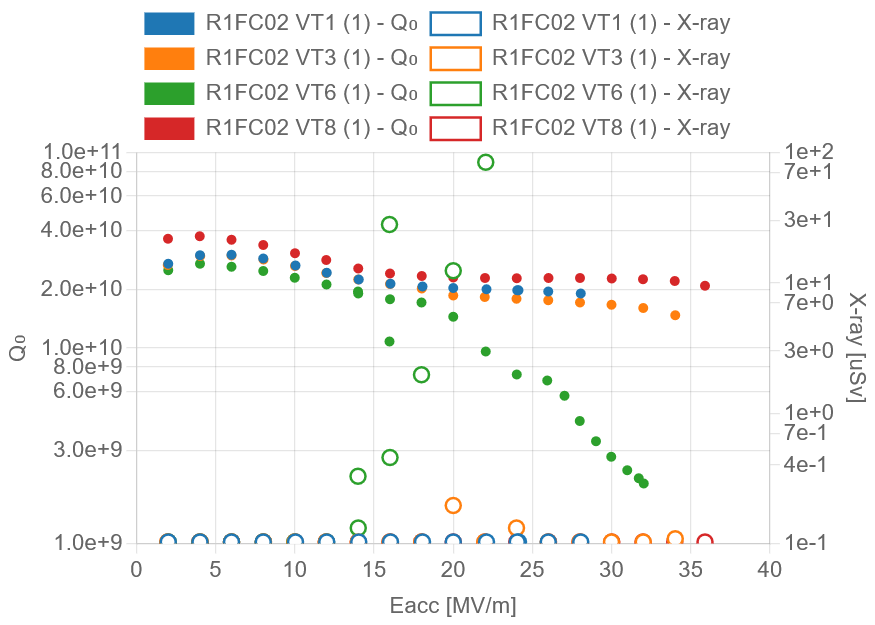 R1FC02 VT1 (1) - Q₀ R1FC02 VT1 (1) - X-ray
R1FC02 VT3 (1) - Q₀ R1FC02 VT3 (1) - X-ray
R1FC02 VT6 (1) - Q₀ R1FC02 VT6 (1) - X-ray
R1FC02 VT8 (1) - Q₀ R1FC02 VT8 (1) - X-ray
1.0e+11
8.0e+10
6.0e+10
4.0e+10
2.0e+10
1.0e+10
8.0e+9
6.0e+9
3.0e+9
1.0e+9
Q₀
1e+2
7e+1
3e+1
1e+1
7e+0
3e+0
1e+0
7e-1
4e-1
1e-1
X-ray [uSv]
0 5 10 15 20 25 30 35 40
Eacc [MV/m]